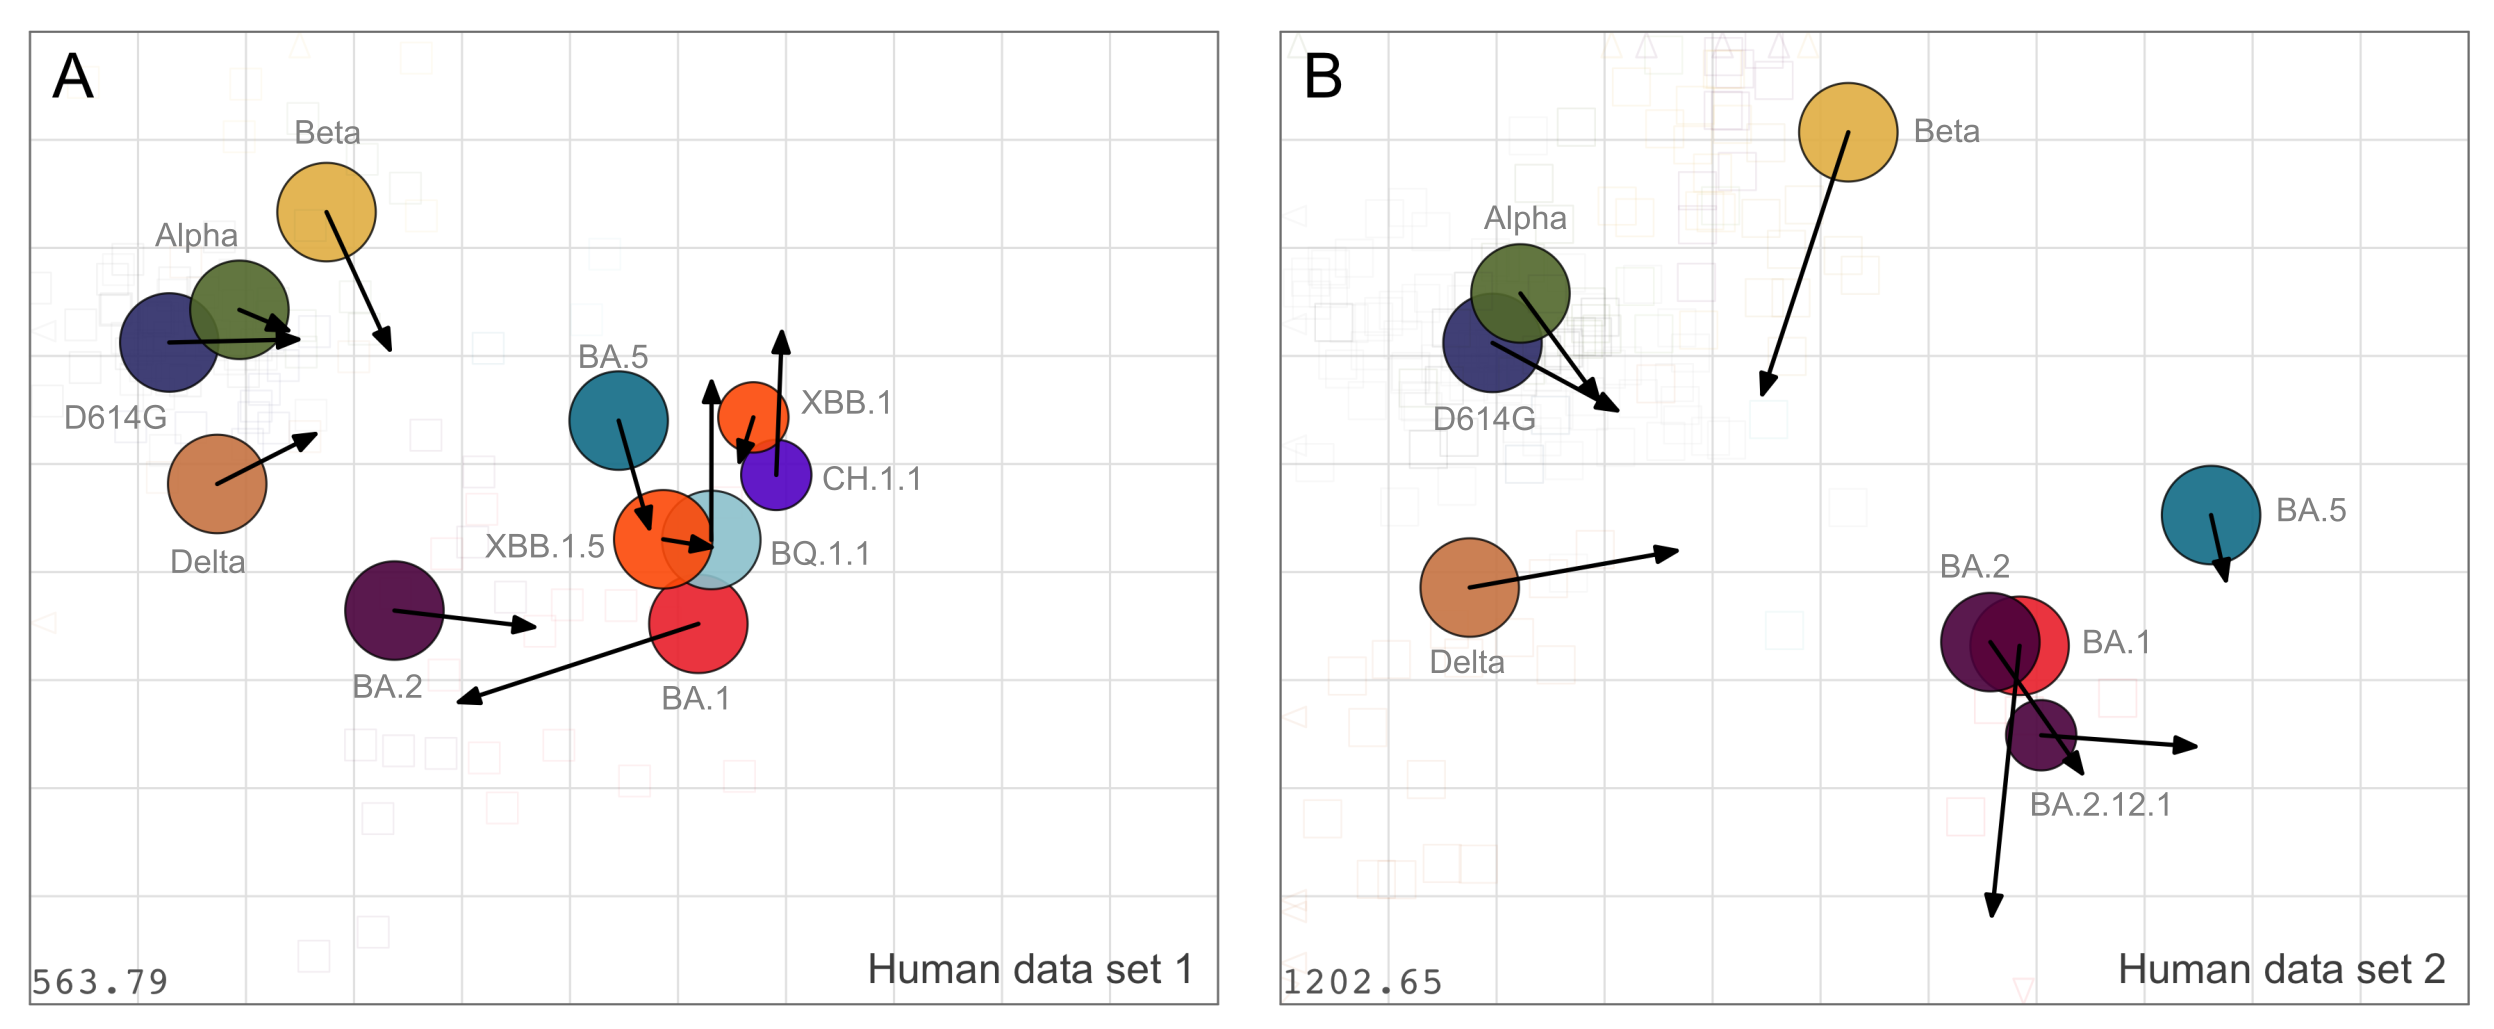 A
Beta
Alpha
D614G
BA.5
XBB.1
CH.1.1
XBB.1.5
BQ.1.1
Delta
BA.2
BA.1
563.79
Human data set 1
B
Beta
Alpha
D614G
BA.5
BA.2
BA.1
Delta
BA.2.12.1
1202.65
Human data set 2